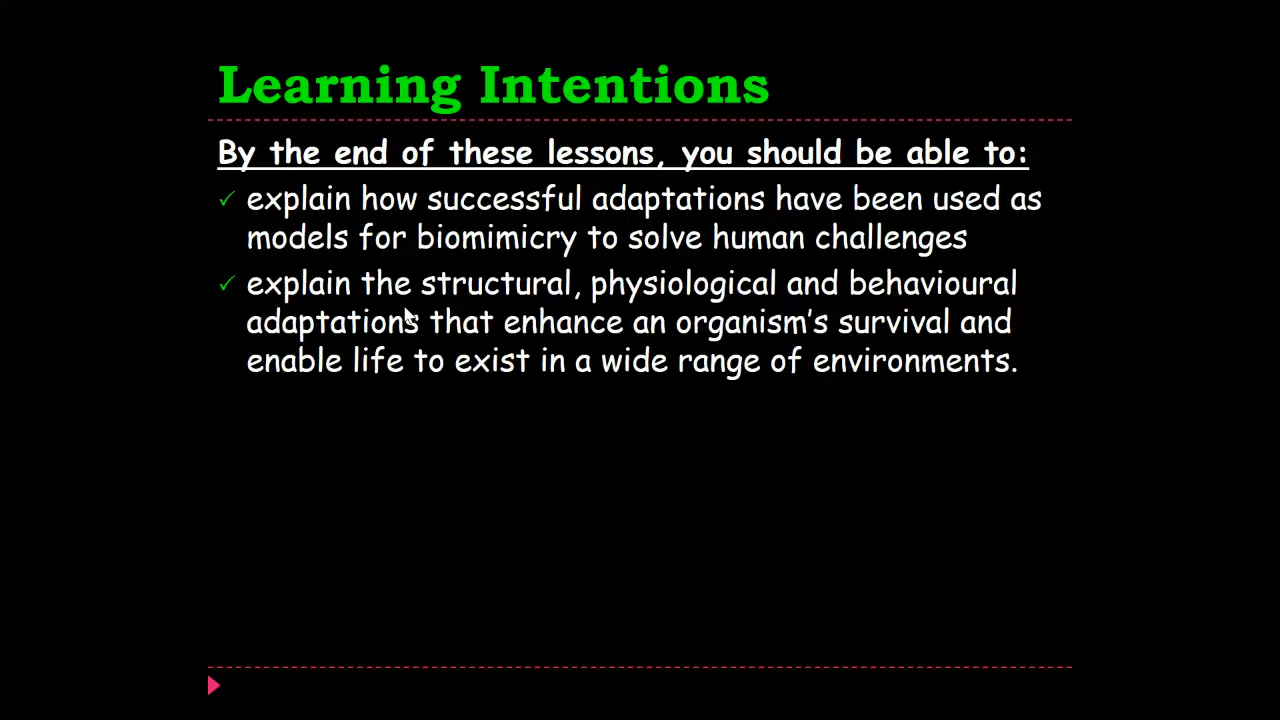 Learning Intentions
By the end of these lessons, you should be able to:
✓ explain how successful adaptations have been used as
models for biomimicry to solve human challenges
✓ explain the structural, physiological and behavioural
adaptations that enhance an organism's survival and
enable life to exist in a wide range of environments.